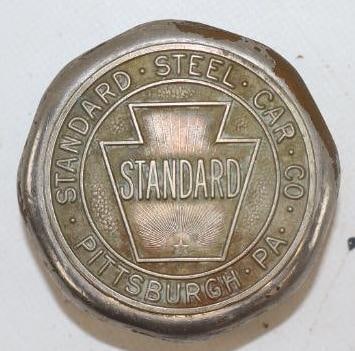 · STANDARD · STEEL · CAR · CO ·
STANDARD
PITTSBURGH · PA ·